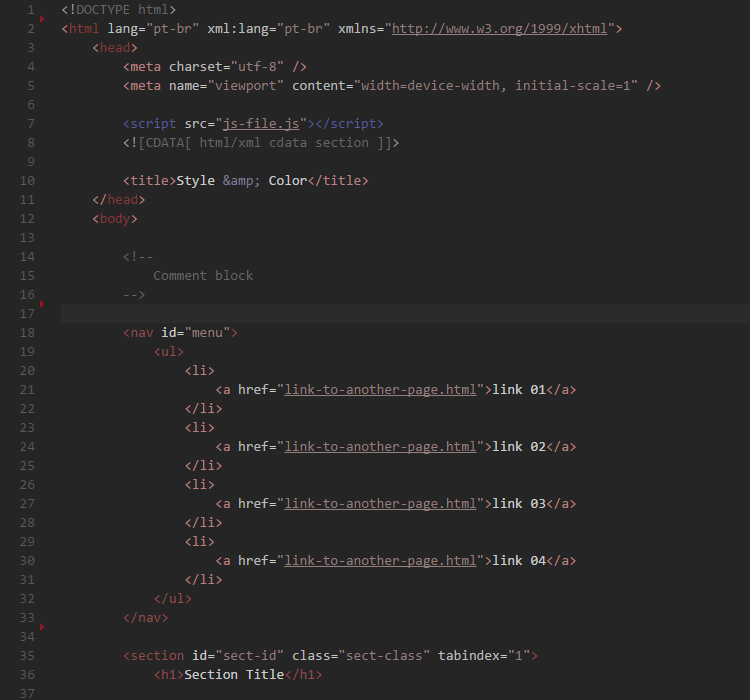 1 <!DOCTYPE html>
2 <html lang="pt-br" xml:lang="pt-br" xmlns="http://www.w3.org/1999/xhtml">
3 <head>
4 <meta charset="utf-8" />
5 <meta name="viewport" content="width=device-width, initial-scale=1" />
6
7 <script src="js-file.js"></script>
8 <![CDATA[ html/xml cdata section ]]>
9
10 <title>Style &amp; Color</title>
11 </head>
12 <body>
13
14 <!--
15 Comment block
16 -->
17
18 <nav id="menu">
19 <ul>
20 <li>
21 <a href="link-to-another-page.html">link 01</a>
22 </li>
23 <li>
24 <a href="link-to-another-page.html">link 02</a>
25 </li>
26 <li>
27 <a href="link-to-another-page.html">link 03</a>
28 </li>
29 <li>
30 <a href="link-to-another-page.html">link 04</a>
31 </li>
32 </ul>
33 </nav>
34
35 <section id="sect-id" class="sect-class" tabindex="1">
36 <h1>Section Title</h1>
37